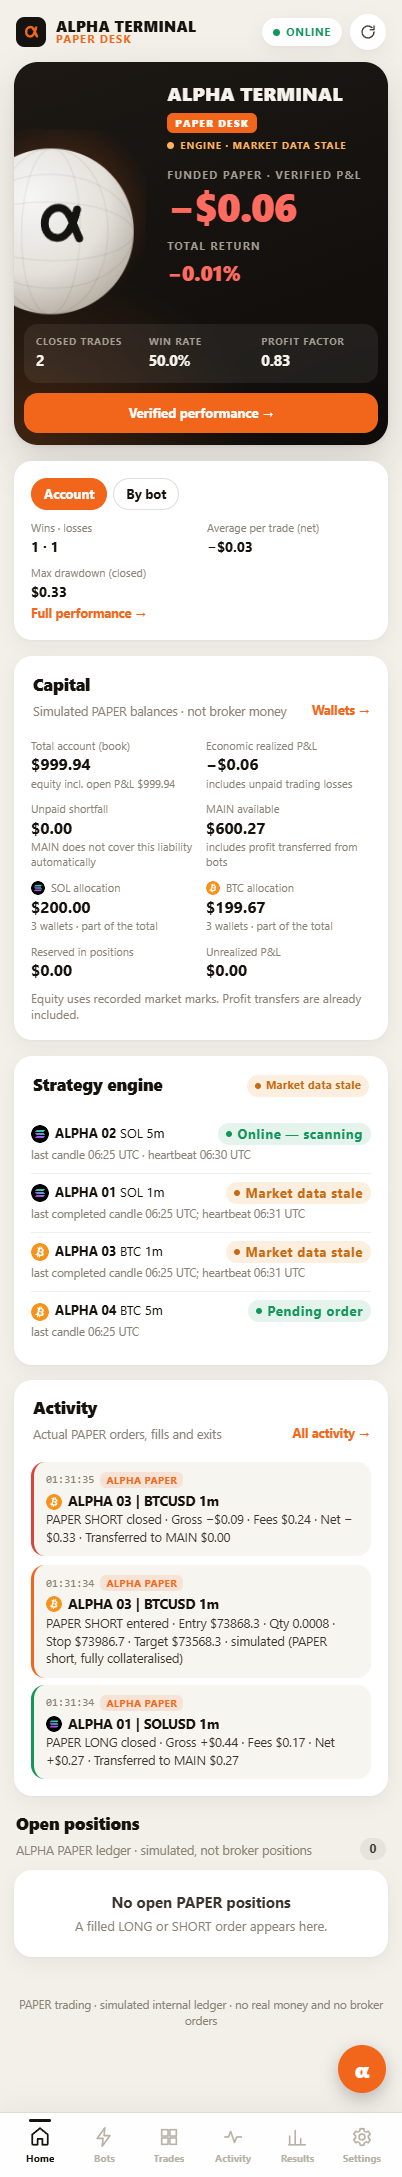 α
ALPHA TERMINAL
PAPER DESK
ONLINE
ALPHA TERMINAL
PAPER DESK
ENGINE · MARKET DATA STALE
FUNDED PAPER · VERIFIED P&L
−$0.06
TOTAL RETURN
−0.01%
α
CLOSED TRADES
2
WIN RATE
50.0%
PROFIT FACTOR
0.83
Verified performance →
Account
By bot
Wins · losses
1 · 1
Average per trade (net)
−$0.03
Max drawdown (closed)
$0.33
Full performance →
Capital
Simulated PAPER balances · not broker money
Wallets →
Total account (book)
$999.94
equity incl. open P&L $999.94
Economic realized P&L
−$0.06
includes unpaid trading losses
Unpaid shortfall
$0.00
MAIN does not cover this liability
automatically
MAIN available
$600.27
includes profit transferred from
bots
SOL allocation
$200.00
3 wallets · part of the total
BTC allocation
$199.67
3 wallets · part of the total
Reserved in positions
$0.00
Unrealized P&L
$0.00
Equity uses recorded market marks. Profit transfers are already
included.
Strategy engine
Market data stale
ALPHA 02 SOL 5m
Online — scanning
last candle 06:25 UTC · heartbeat 06:30 UTC
ALPHA 01 SOL 1m
Market data stale
last completed candle 06:25 UTC; heartbeat 06:31 UTC
ALPHA 03 BTC 1m
Market data stale
last completed candle 06:25 UTC; heartbeat 06:31 UTC
ALPHA 04 BTC 5m
Pending order
last candle 06:25 UTC
Activity
Actual PAPER orders, fills and exits
All activity →
01:31:35 ALPHA PAPER
ALPHA 03 | BTCUSD 1m
PAPER SHORT closed · Gross −$0.09 · Fees $0.24 · Net −
$0.33 · Transferred to MAIN $0.00
01:31:34 ALPHA PAPER
ALPHA 03 | BTCUSD 1m
PAPER SHORT entered · Entry $73868.3 · Qty 0.0008 ·
Stop $73986.7 · Target $73568.3 · simulated (PAPER
short, fully collateralised)
01:31:34 ALPHA PAPER
ALPHA 01 | SOLUSD 1m
PAPER LONG closed · Gross +$0.44 · Fees $0.17 · Net
+$0.27 · Transferred to MAIN $0.27
Open positions
ALPHA PAPER ledger · simulated, not broker positions
0
No open PAPER positions
A filled LONG or SHORT order appears here.
PAPER trading · simulated internal ledger · no real money and no broker
orders
α
Home
Bots
Trades
Activity
Results
Settings